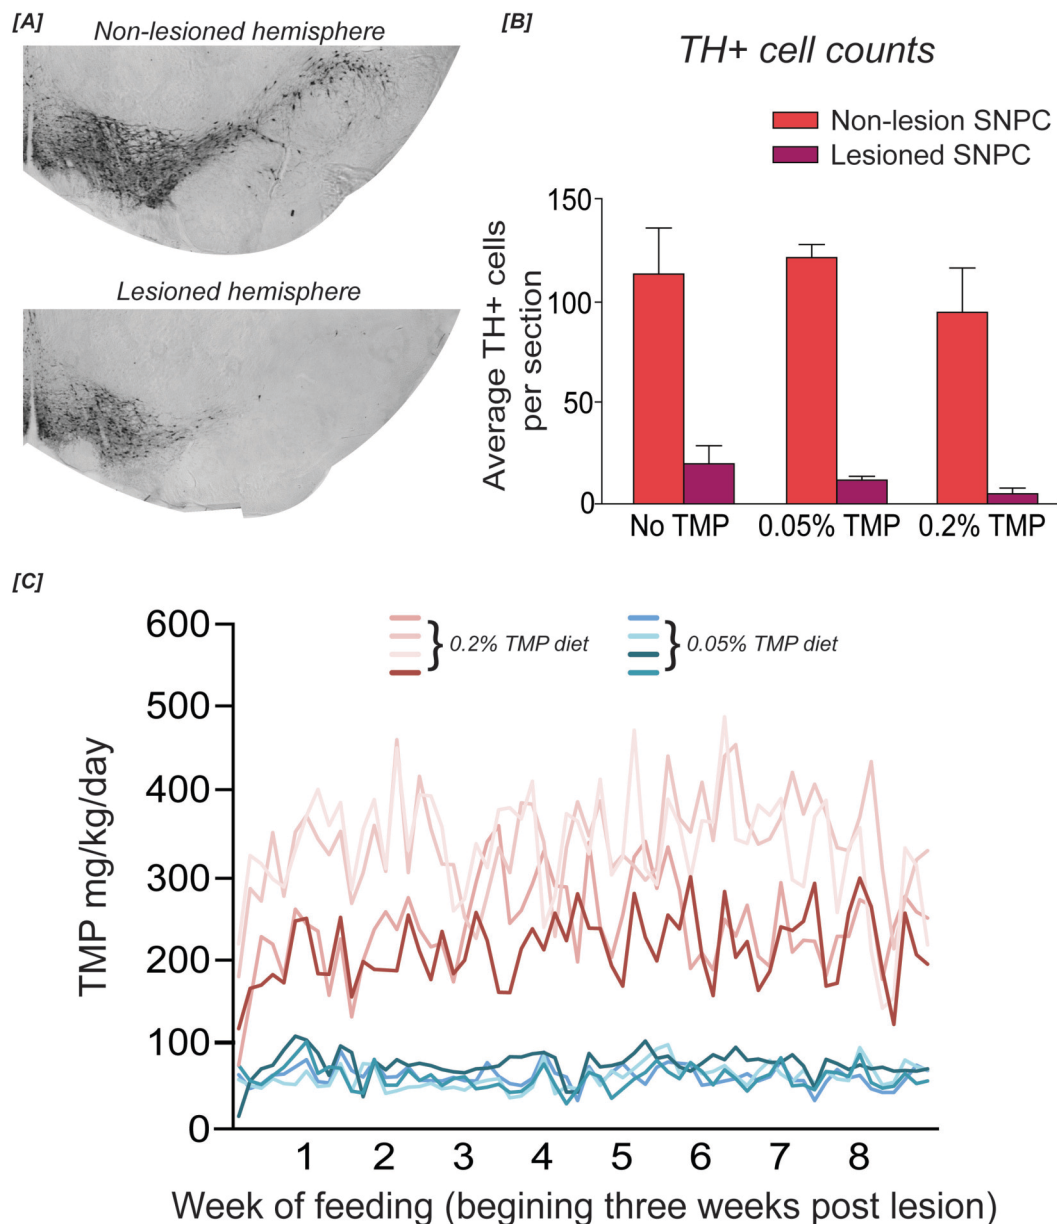 [A]
Non-lesioned hemisphere
Lesioned hemisphere
[B]
TH+ cell counts
Non-lesion SNPC
Lesioned SNPC
Average TH+ cells
per section
150
100
50
0
No TMP
0.05% TMP
0.2% TMP
[C]
0.2% TMP diet
0.05% TMP diet
TMP mg/kg/day
600
500
400
300
200
100
0
1 2 3 4 5 6 7 8
Week of feeding (begining three weeks post lesion)